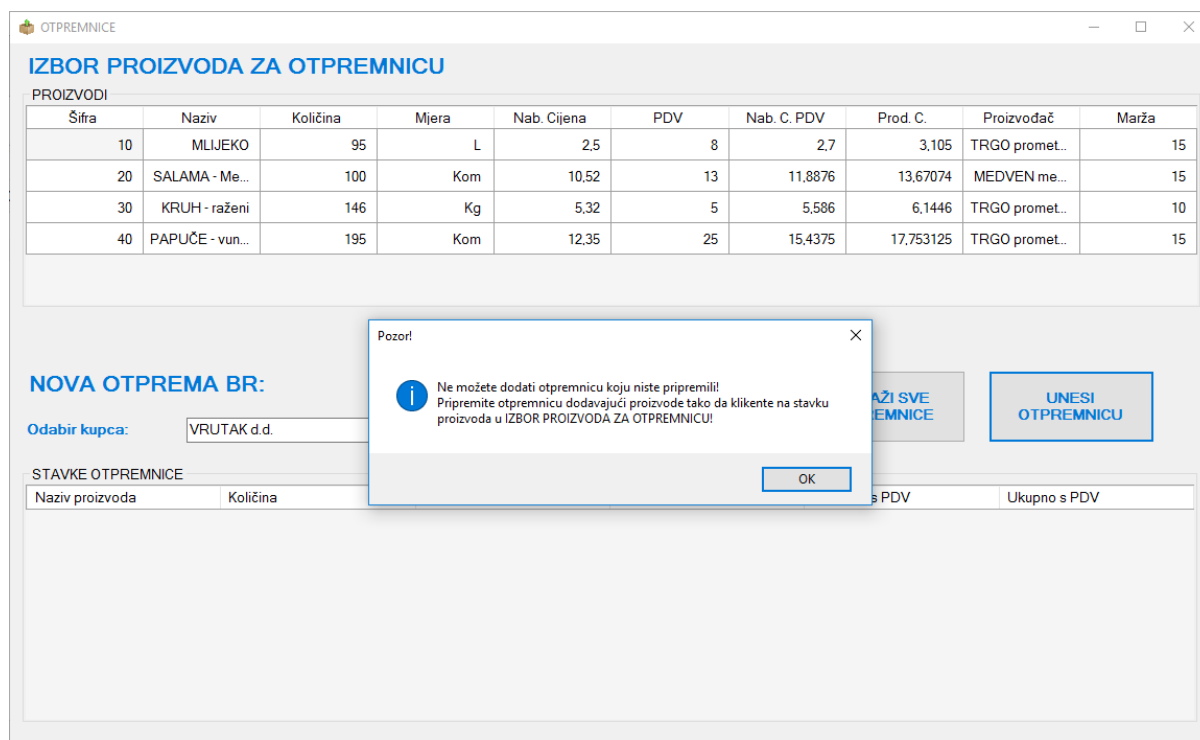 OTPREMNICE
IZBOR PROIZVODA ZA OTPREMNICU
PROIZVODI
Šifra Naziv Količina Mjera Nab. Cijena PDV Nab. C. PDV Prod. C. Proizvođač Marža
10 MLIJEKO 95 L 2,5 8 2,7 3,105 TRGO promet... 15
20 SALAMA - Me... 100 Kom 10,52 13 11,8876 13,67074 MEDVEN me... 15
30 KRUH - raženi 146 Kg 5,32 5 5,586 6,1446 TRGO promet... 10
40 PAPUČE - vun... 195 Kom 12,35 25 15,4375 17,753125 TRGO promet... 15
Pozor!
Ne možete dodati otpremnicu koju niste pripremili!
Pripremite otpremnicu dodavajući proizvode tako da klikente na stavku
proizvoda u IZBOR PROIZVODA ZA OTPREMNICU!
OK
NOVA OTPREMA BR:
Odabir kupca: VRUTAK d.d.
AŽI SVE
EMNICE
UNESI
OTPREMNICU
STAVKE OTPREMNICE
Naziv proizvoda Količina s PDV Ukupno s PDV